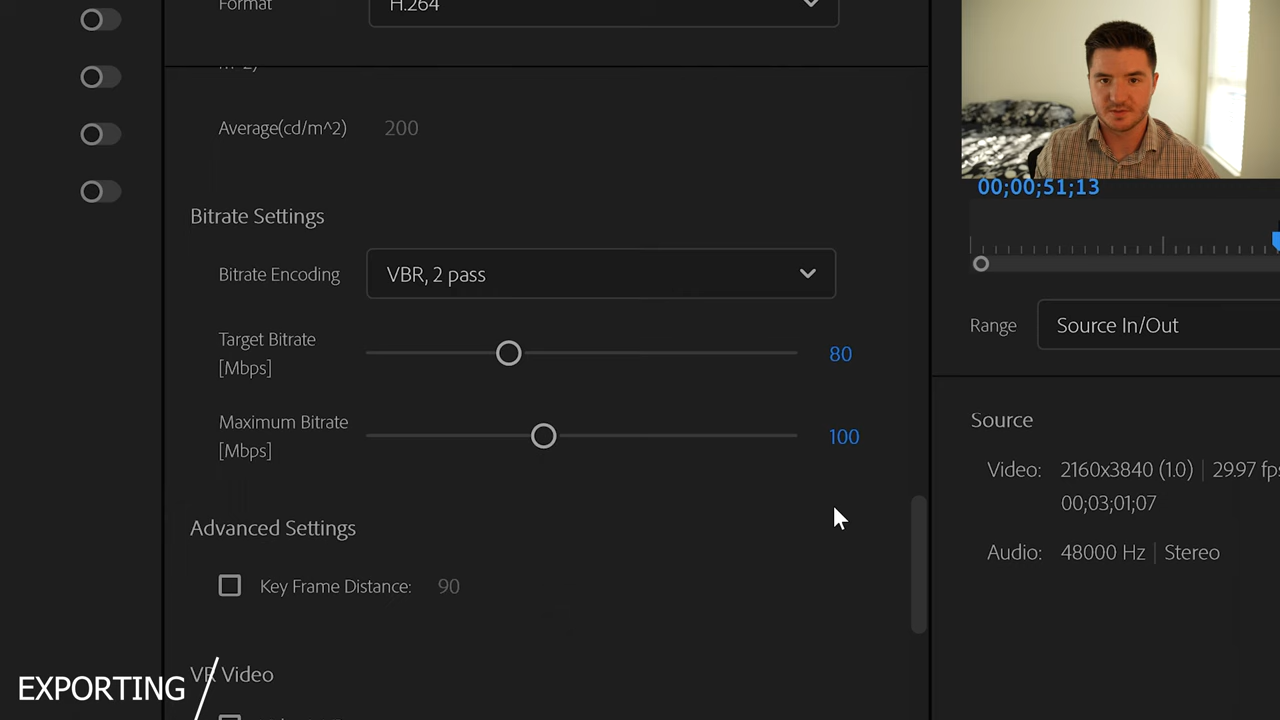 Format
H.264
m^2)
Average(cd/m^2) 200
Bitrate Settings
Bitrate Encoding
VBR, 2 pass
Target Bitrate
[Mbps]
80
Maximum Bitrate
[Mbps]
100
Advanced Settings
Key Frame Distance: 90
VR Video
EXPORTING
00;00;51;13
Range
Source In/Out
Source
Video: 2160x3840 (1.0) | 29.97 fps
00;03;01;07
Audio: 48000 Hz | Stereo